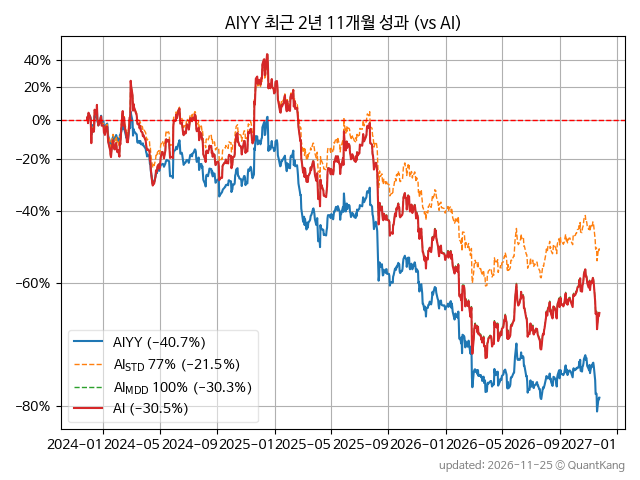 AIYY 최근 2년 11개월 성과 (vs AI)
40%
20%
0%
−20%
−40%
−60%
−80%
AIYY (−40.7%)
AISTD 77% (−21.5%)
AIMDD 100% (−30.3%)
AI (−30.5%)
2024−01 2024−05 2024−09 2025−01 2025−05 2025−09 2026−01 2026−05 2026−09 2027−01
updated: 2026−11−25 © QuantKang